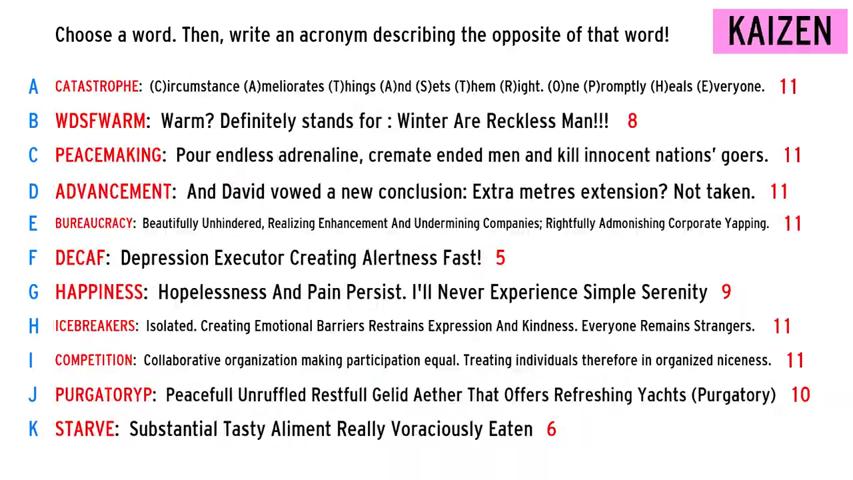 Choose a word. Then, write an acronym describing the opposite of that word!
KAIZEN
A CATASTROPHE: (C)ircumstance (A)meliorates (T)hings (A)nd (S)ets (T)hem (R)ight. (O)ne (P)romptly (H)eals (E)veryone. 11
B WDSFWARM: Warm? Definitely stands for : Winter Are Reckless Man!!! 8
C PEACEMAKING: Pour endless adrenaline, cremate ended men and kill innocent nations' goers. 11
D ADVANCEMENT: And David vowed a new conclusion: Extra metres extension? Not taken. 11
E BUREAUCRACY: Beautifully Unhindered, Realizing Enhancement And Undermining Companies; Rightfully Admonishing Corporate Yapping. 11
F DECAF: Depression Executor Creating Alertness Fast! 5
G HAPPINESS: Hopelessness And Pain Persist. I'll Never Experience Simple Serenity 9
H ICEBREAKERS: Isolated. Creating Emotional Barriers Restrains Expression And Kindness. Everyone Remains Strangers. 11
I COMPETITION: Collaborative organization making participation equal. Treating individuals therefore in organized niceness. 11
J PURGATORYP: Peacefull Unruffled Restfull Gelid Aether That Offers Refreshing Yachts (Purgatory) 10
K STARVE: Substantial Tasty Aliment Really Voraciously Eaten 6